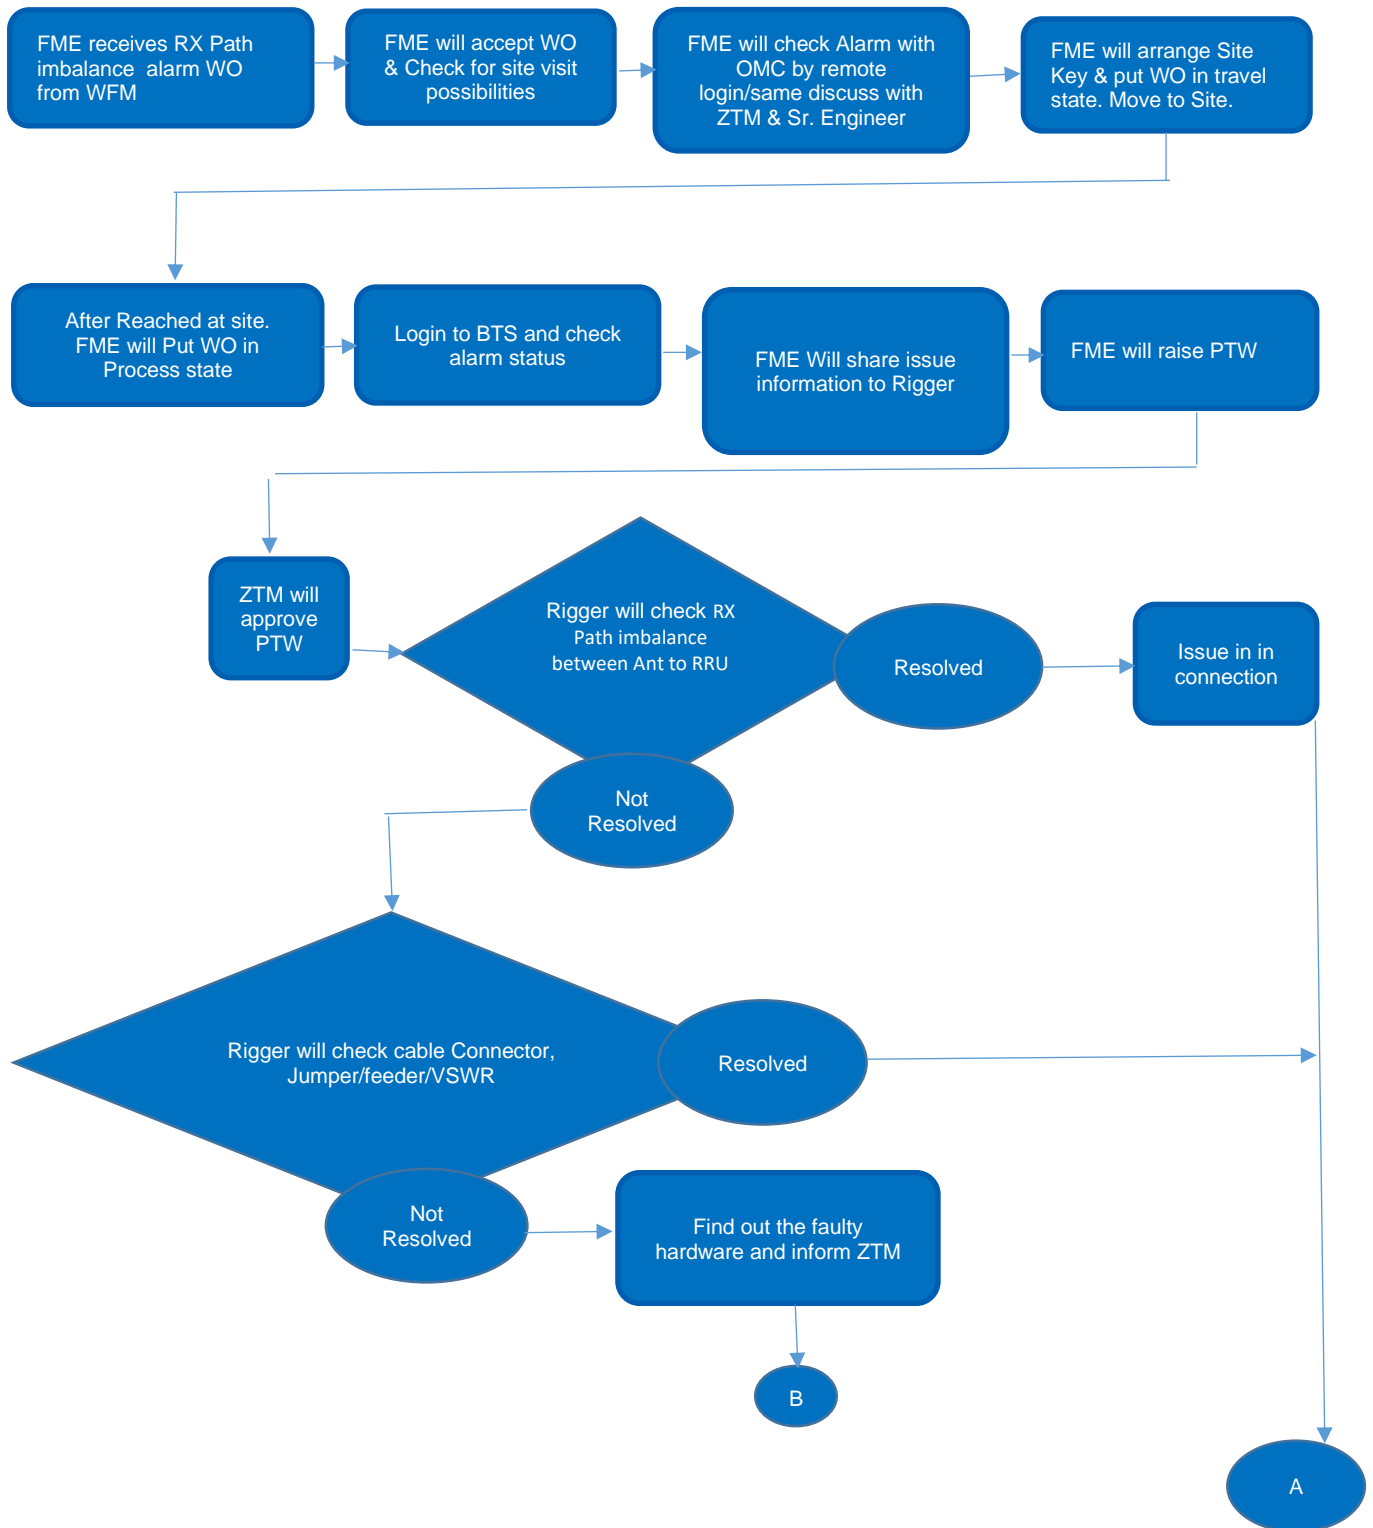 FME receives RX Path
imbalance  alarm WO
from WFM
FME will accept WO
& Check for site visit
possibilities
FME will check Alarm with
OMC by remote
login/same discuss with
ZTM & Sr. Engineer
FME will arrange Site
Key & put WO in travel
state. Move to Site.
After Reached at site.
FME will Put WO in
Process state
Login to BTS and check
alarm status
FME Will share issue
information to Rigger
FME will raise PTW
ZTM will
approve
PTW
Rigger will check RX
Path imbalance
between Ant to RRU
Resolved
Issue in in
connection
Not
Resolved
Rigger will check cable Connector,
Jumper/feeder/VSWR
Resolved
Not
Resolved
Find out the faulty
hardware and inform ZTM
B
A